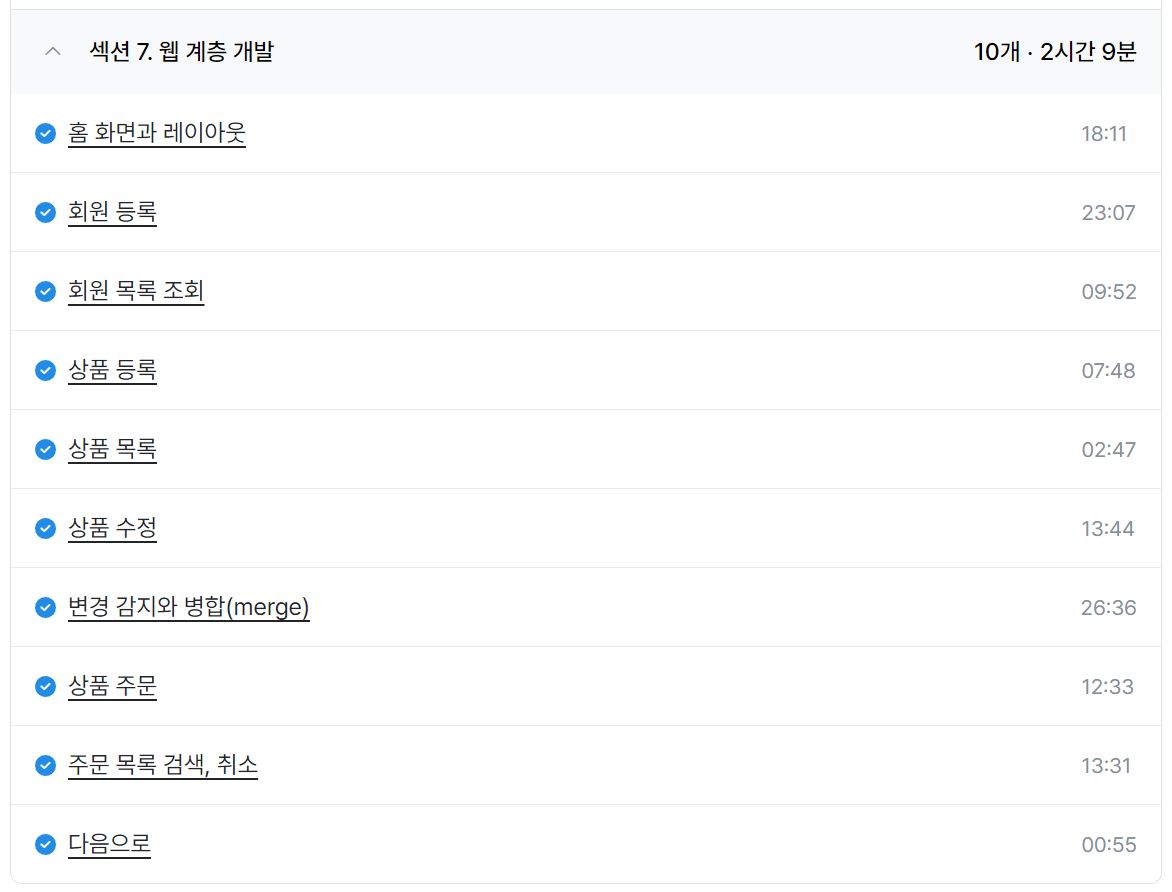 섹션 7. 웹 계층 개발 10개 · 2시간 9분
홈 화면과 레이아웃 18:11
회원 등록 23:07
회원 목록 조회 09:52
상품 등록 07:48
상품 목록 02:47
상품 수정 13:44
변경 감지와 병합(merge) 26:36
상품 주문 12:33
주문 목록 검색, 취소 13:31
다음으로 00:55